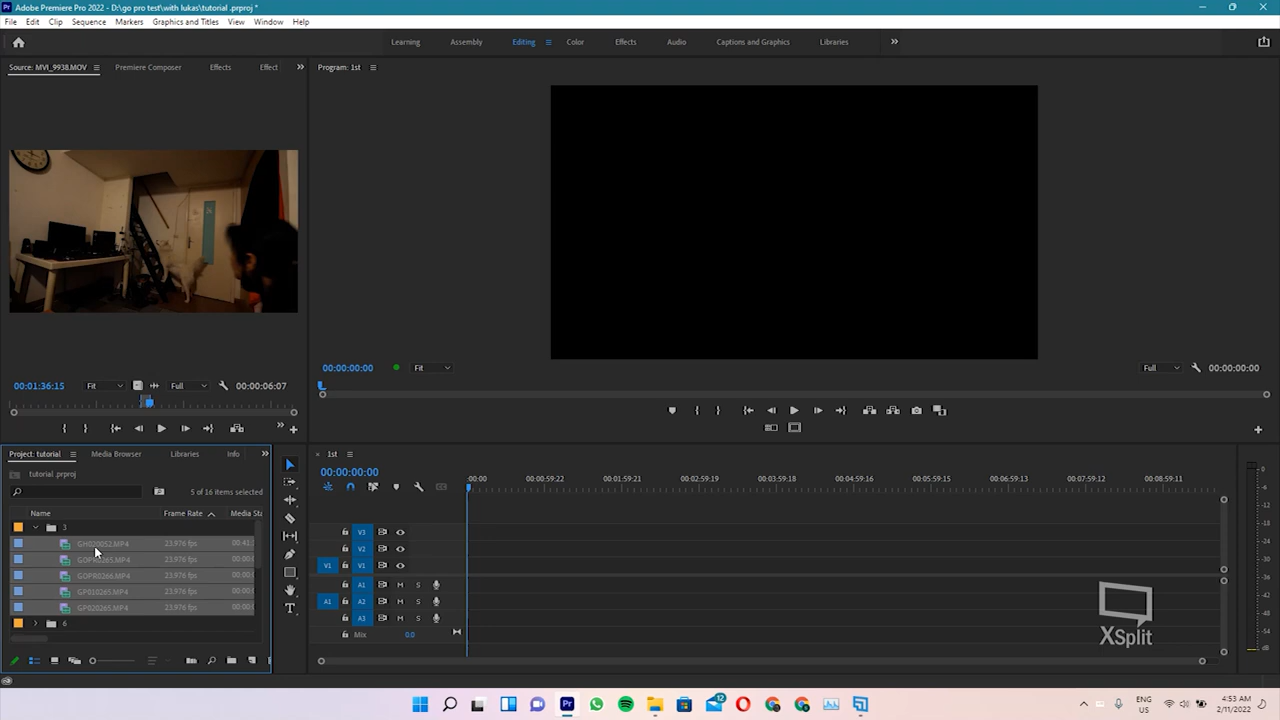 Adobe Premiere Pro 2022 - D:\go pro test\with lukas\tutorial .prproj *
File Edit Clip Sequence Markers Graphics and Titles View Window Help
Learning Assembly Editing Color Effects Audio Captions and Graphics Libraries
Source: MVI_9938.MOV Premiere Composer Effects Effect
Program: 1st
00:01:36:15 Fit Full 00:00:06:07
00:00:00:00 Fit Full 00:00:00:00
Project: tutorial Media Browser Libraries Info
tutorial .prproj
5 of 16 items selected
Name Frame Rate Media Sta
3
GH020052.MP4 23.976 fps 00:41:
GOPR0265.MP4 23.976 fps 00:00:0
GOPR0266.MP4 23.976 fps 00:00:0
GP010265.MP4 23.976 fps 00:00:0
GP020265.MP4 23.976 fps 00:00:0
6
1st
00:00:00:00
:00:00 00:00:59:22 00:01:59:21 00:02:59:19 00:03:59:18 00:04:59:16 00:05:59:15 00:06:59:13 00:07:59:12 00:08:59:11
V3
V2
V1 V1
A1 M S
A1 A2 M S
A3 M S
Mix 0.0
XSplit
ENG
US
4:53 AM
2/11/2022
12